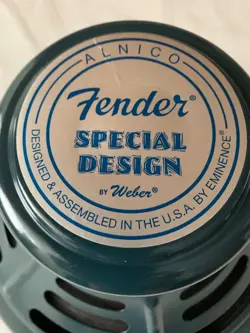 ALNICO
Fender®
SPECIAL
DESIGN
BY Weber®
DESIGNED & ASSEMBLED IN THE U.S.A. BY EMINENCE®